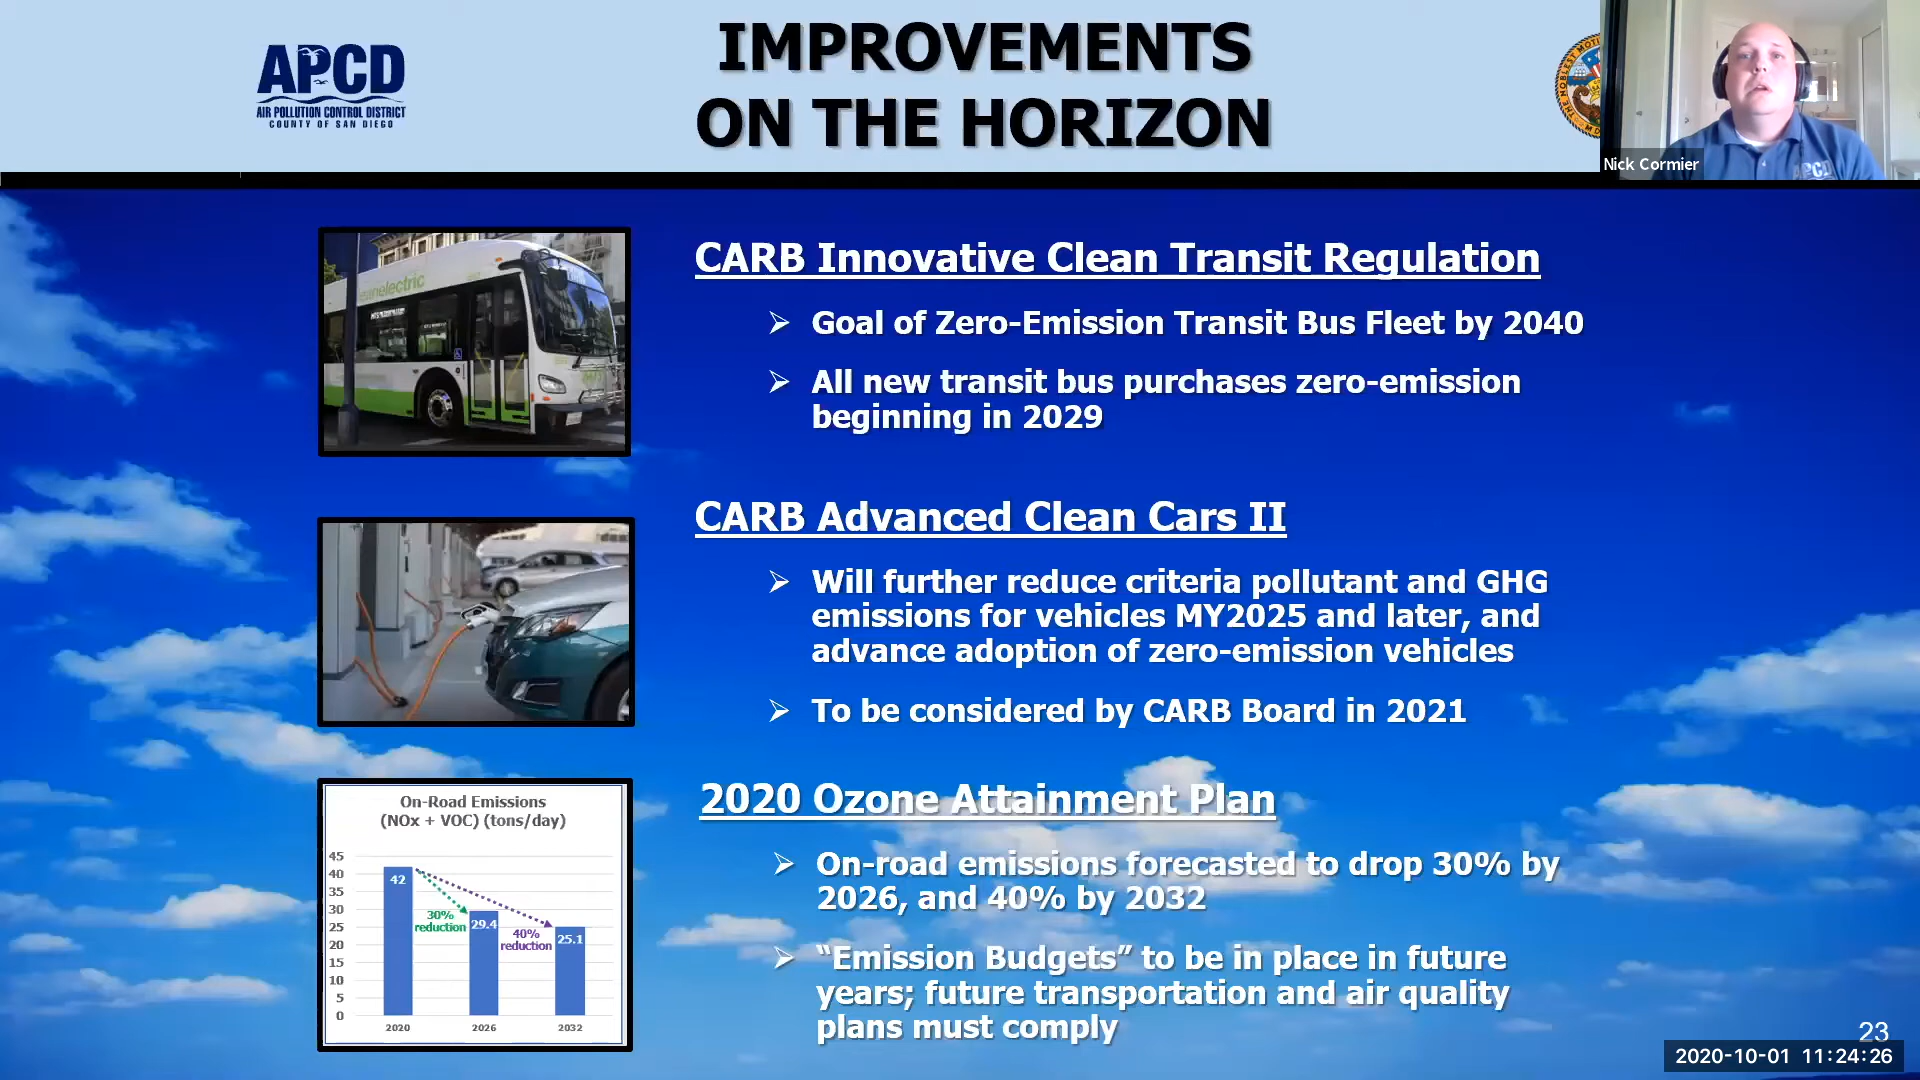 IMPROVEMENTS
ON THE HORIZON
APCD
AIR POLLUTION CONTROL DISTRICT
COUNTY OF SAN DIEGO
THE NOBLEST MOTI
Nick Cormier
APCD
electric
CARB Innovative Clean Transit Regulation
➢ Goal of Zero-Emission Transit Bus Fleet by 2040
➢ All new transit bus purchases zero-emission
beginning in 2029
CARB Advanced Clean Cars II
➢ Will further reduce criteria pollutant and GHG
emissions for vehicles MY2025 and later, and
advance adoption of zero-emission vehicles
➢ To be considered by CARB Board in 2021
On-Road Emissions
(NOx + VOC) (tons/day)
45
40
35
30
25
20
15
10
5
0
42
30%
reduction
29.4
40%
reduction
25.1
2020 2026 2032
2020 Ozone Attainment Plan
➢ On-road emissions forecasted to drop 30% by
2026, and 40% by 2032
➢ “Emission Budgets” to be in place in future
years; future transportation and air quality
plans must comply
23
2020-10-01 11:24:26